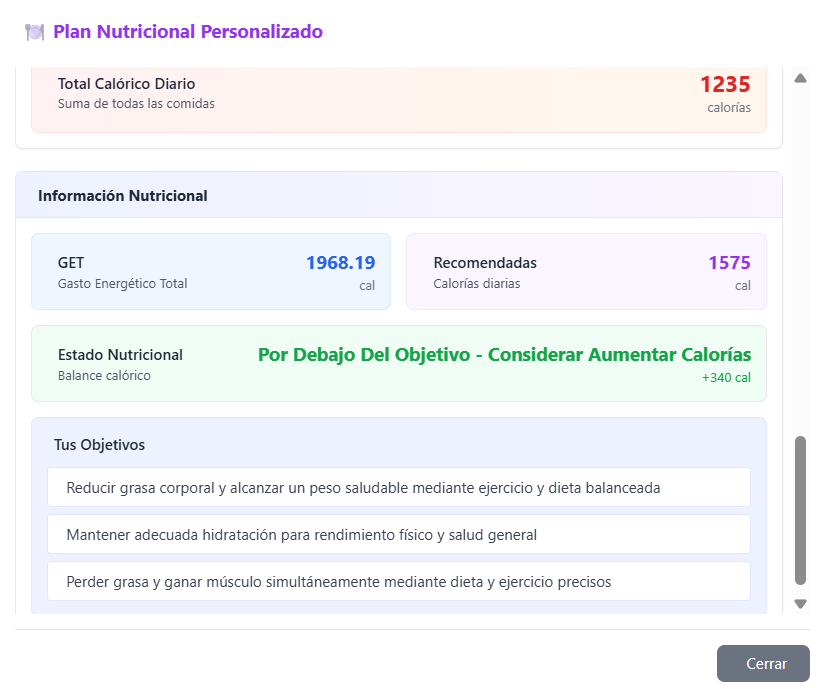 Plan Nutricional Personalizado
Total Calórico Diario
1235
Suma de todas las comidas
calorías
Información Nutricional
GET
1968.19
Gasto Energético Total
cal
Recomendadas
1575
Calorías diarias
cal
Estado Nutricional
Por Debajo Del Objetivo - Considerar Aumentar Calorías
Balance calórico
+340 cal
Tus Objetivos
Reducir grasa corporal y alcanzar un peso saludable mediante ejercicio y dieta balanceada
Mantener adecuada hidratación para rendimiento físico y salud general
Perder grasa y ganar músculo simultáneamente mediante dieta y ejercicio precisos
Cerrar